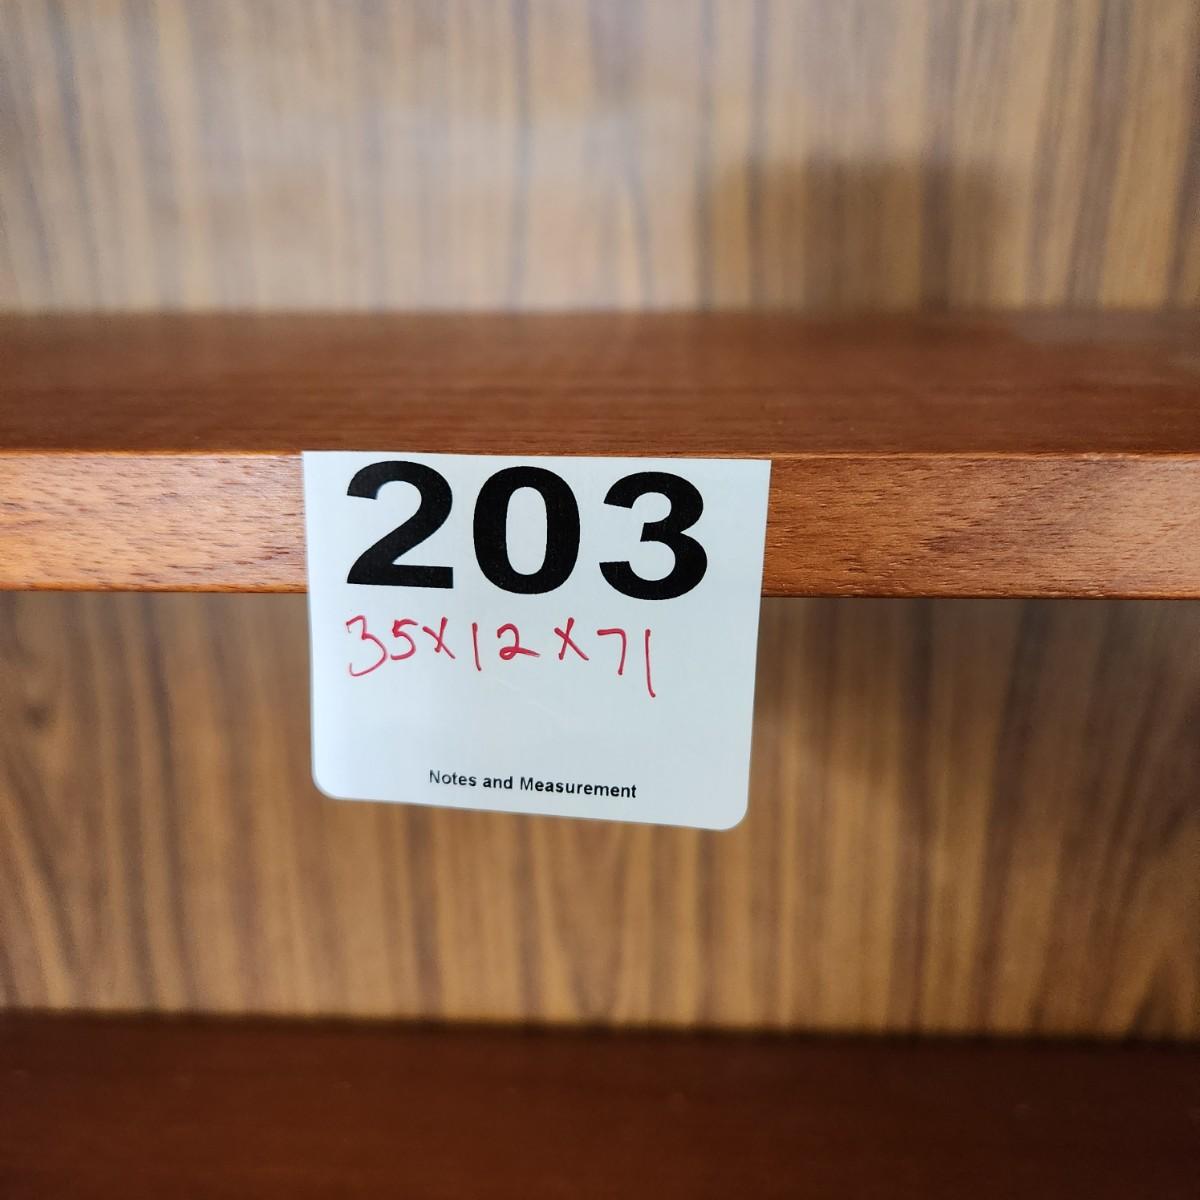 203
35x12x71
Notes and Measurement